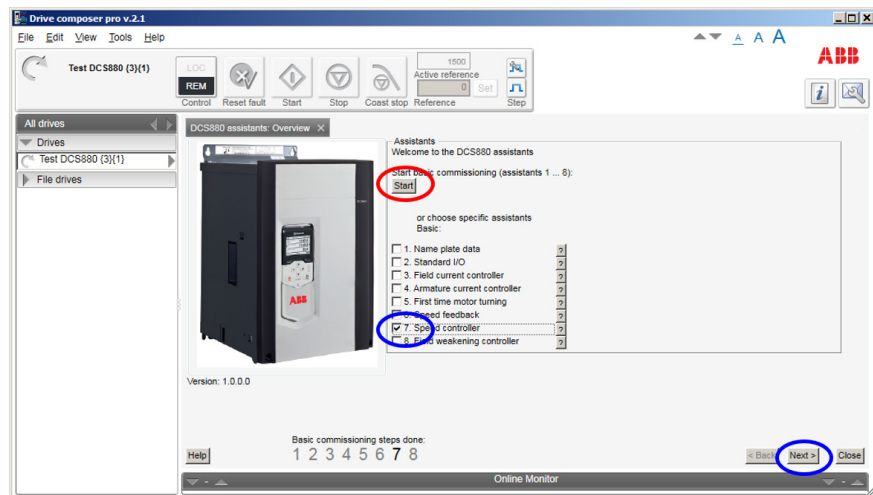 Drive composer pro v.2.1
File Edit View Tools Help
A A A
ABB
Test DCS880 {3}{1}
LOC
REM
Control Reset fault Start Stop Coast stop Reference Step
1500
Active reference
0 Set
i
All drives
Drives
Test DCS880 {3}{1}
File drives
DCS880 assistants: Overview ×
Assistants
Welcome to the DCS880 assistants
Start basic commissioning (assistants 1 ... 8):
Start
or choose specific assistants
Basic:
1. Name plate data ?
2. Standard I/O ?
3. Field current controller ?
4. Armature current controller ?
5. First time motor turning ?
6. Speed feedback ?
7. Speed controller ?
8. Field weakening controller ?
ABB
Version: 1.0.0.0
Basic commissioning steps done:
1 2 3 4 5 6 7 8
Help
< Back Next > Close
Online Monitor